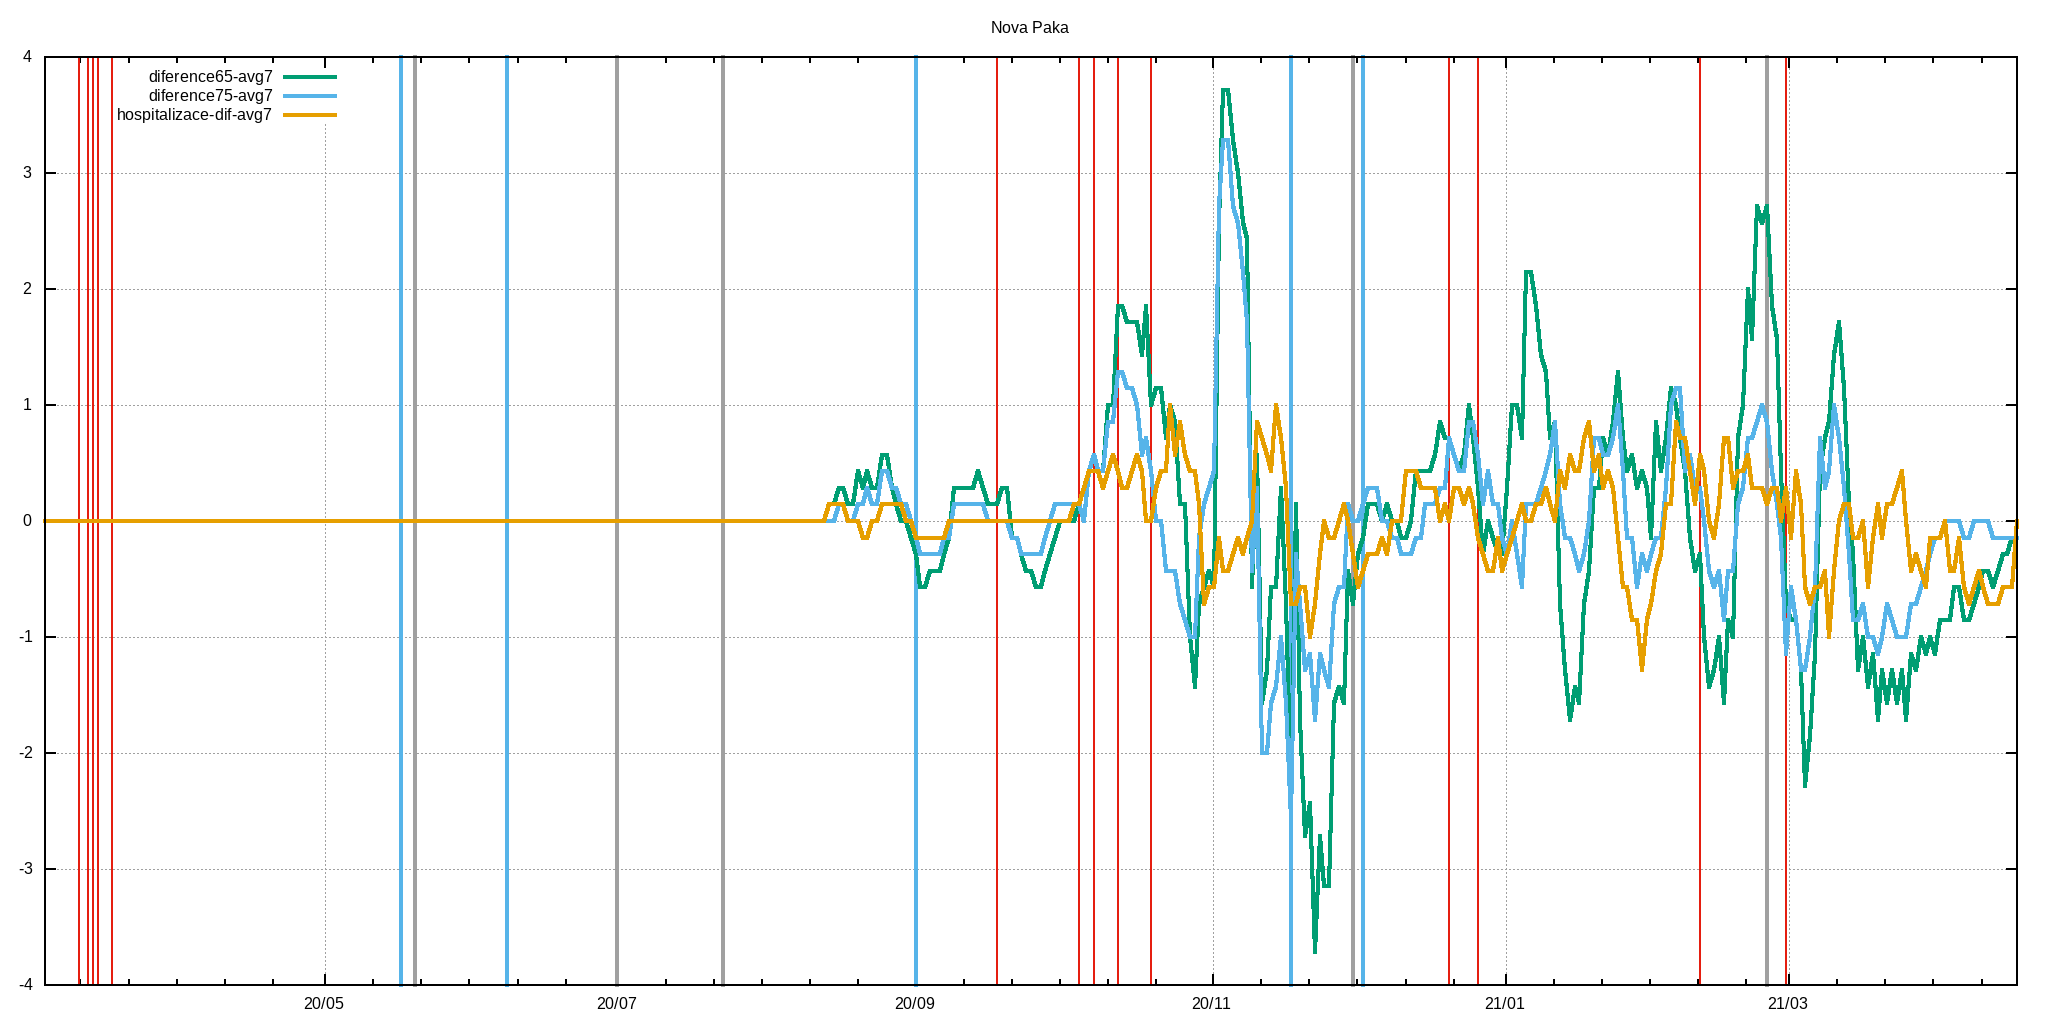 Nova Paka
diference65-avg7
diference75-avg7
hospitalizace-dif-avg7
4
3
2
1
0
-1
-2
-3
-4
20/05 20/07 20/09 20/11 21/01 21/03